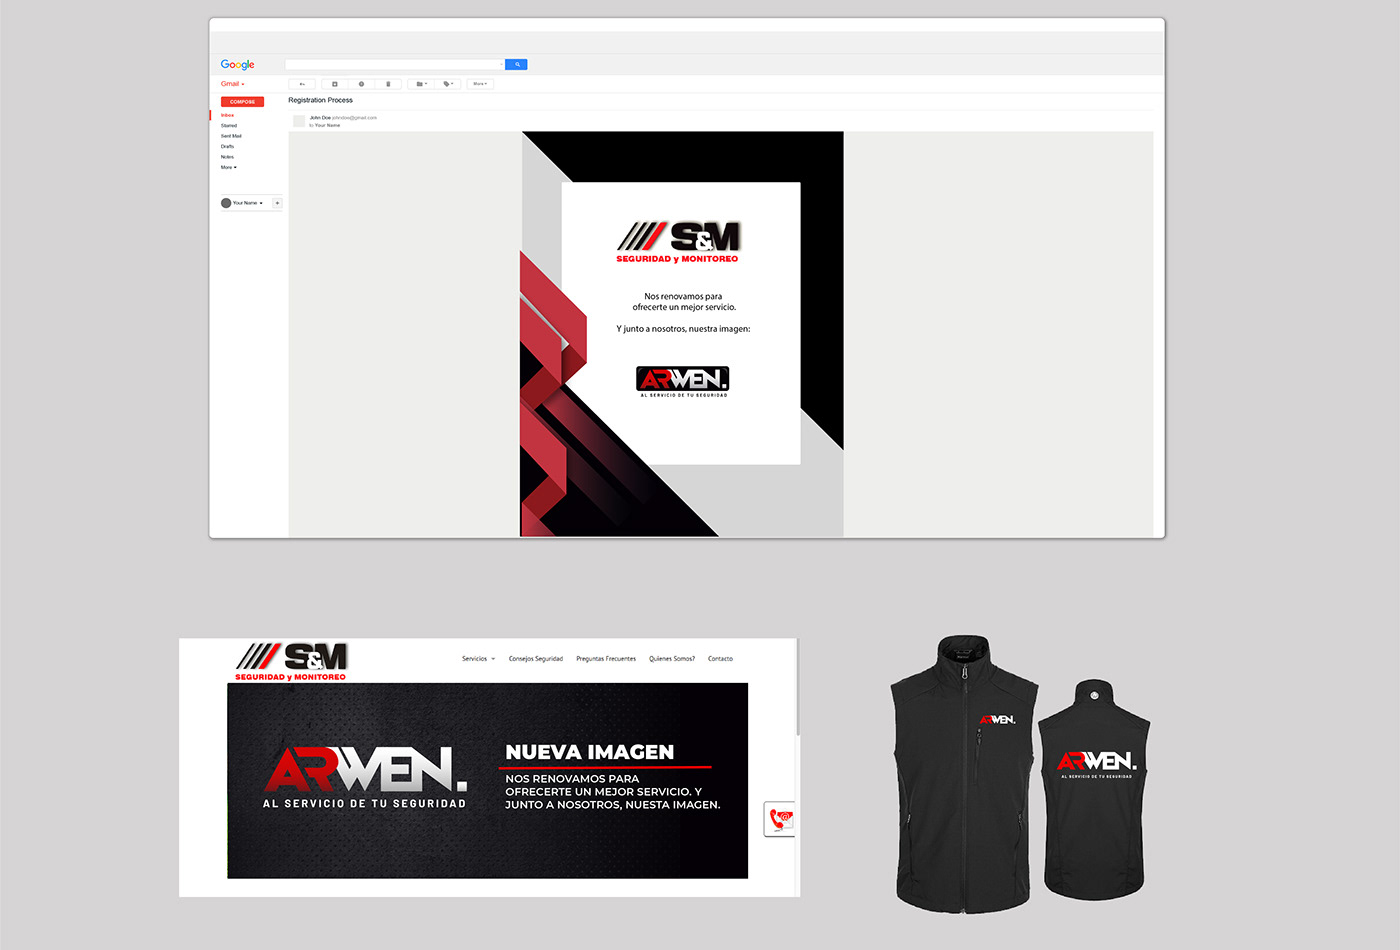 Google
Gmail
More
COMPOSE
Registration Process
Inbox
Starred
Sent Mail
Drafts
Notes
More
John Doe johndoe@gmail.com
to Your Name
Your Name
S&M
SEGURIDAD y MONITOREO
Nos renovamos para
ofrecerte un mejor servicio.
Y junto a nosotros, nuestra imagen:
ARWEN.
AL SERVICIO DE TU SEGURIDAD
S&M
SEGURIDAD y MONITOREO
Servicios
Consejos Seguridad
Preguntas Frecuentes
Quienes Somos?
Contacto
ARWEN.
AL SERVICIO DE TU SEGURIDAD
NUEVA IMAGEN
NOS RENOVAMOS PARA
OFRECERTE UN MEJOR SERVICIO. Y
JUNTO A NOSOTROS, NUESTA IMAGEN.
ARWEN.
ARWEN.
AL SERVICIO DE TU SEGURIDAD